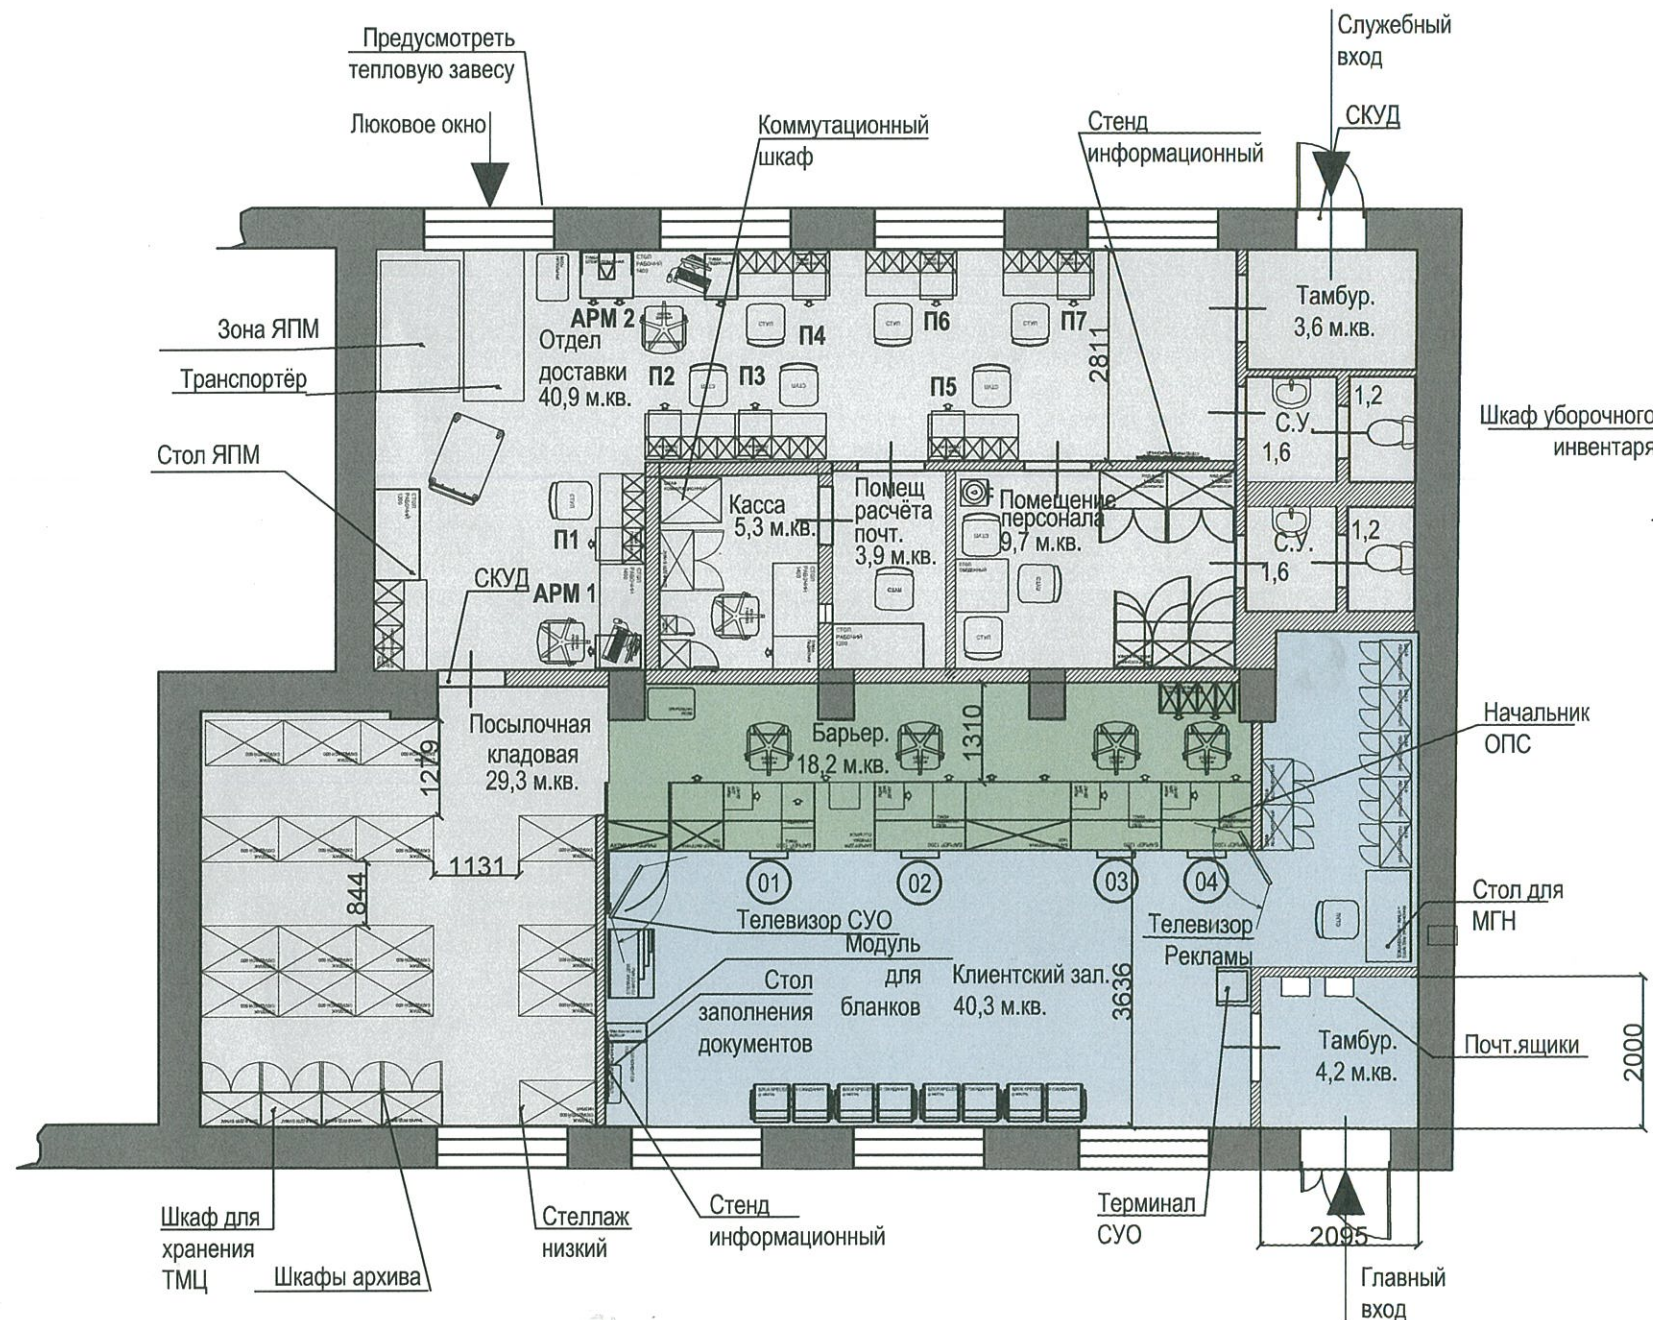 Предусмотреть
тепловую завесу
Люковое окно
Коммутационный
шкаф
Стенд
информационный
Служебный
вход
СКУД
Зона ЯПМ
Транспортёр
Стол ЯПМ
АРМ 2
Отдел
доставки
40,9 м.кв.
П2
П3
П4
П5
П6
П7
2811
Тамбур.
3,6 м.кв.
С.У.
1,6
1,2
Шкаф уборочного
инвентаря
П1
АРМ 1
СКУД
Касса
5,3 м.кв.
Помещ
расчёта
почт.
3,9 м.кв.
Помещение
персонала
9,7 м.кв.
С.У.
1,6
1,2
Посылочная
кладовая
29,3 м.кв.
1279
1131
844
Барьер.
18,2 м.кв.
1310
Начальник
ОПС
01
02
03
04
Телевизор СУО
Модуль
для
бланков
Стол
заполнения
документов
Клиентский зал.
40,3 м.кв.
3636
Телевизор
Рекламы
Стол для
МГН
Тамбур.
4,2 м.кв.
Почт.ящики
2000
2095
Шкаф для
хранения
ТМЦ
Шкафы архива
Стеллаж
низкий
Стенд
информационный
Терминал
СУО
Главный
вход